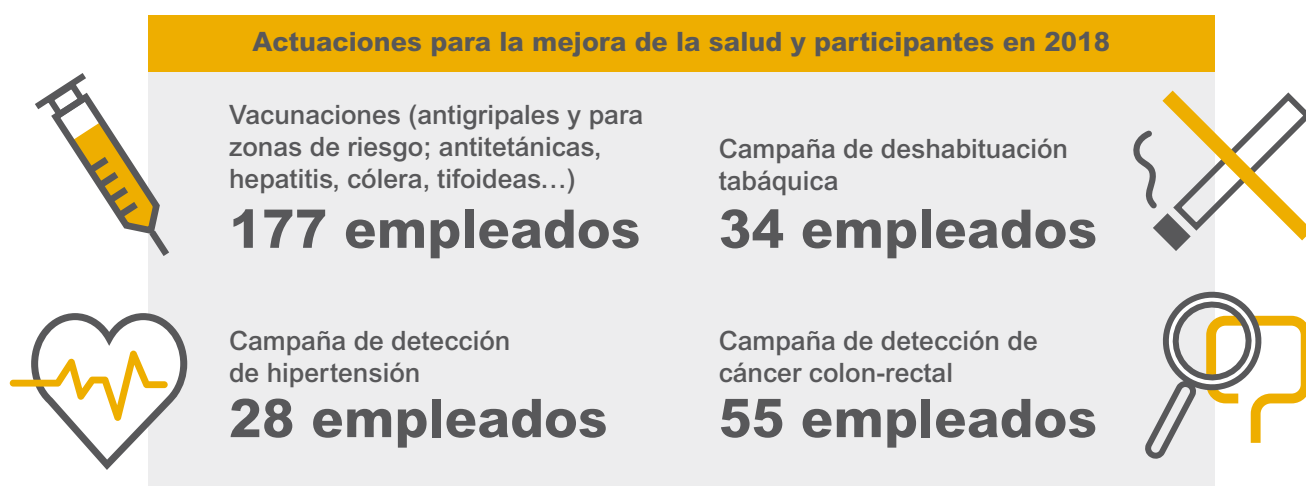 Actuaciones para la mejora de la salud y participantes en 2018
Vacunaciones (antigripales y para
zonas de riesgo; antitetánicas,
hepatitis, cólera, tifoideas…)
177 empleados
Campaña de deshabituación
tabáquica
34 empleados
Campaña de detección
de hipertensión
28 empleados
Campaña de detección de
cáncer colon-rectal
55 empleados